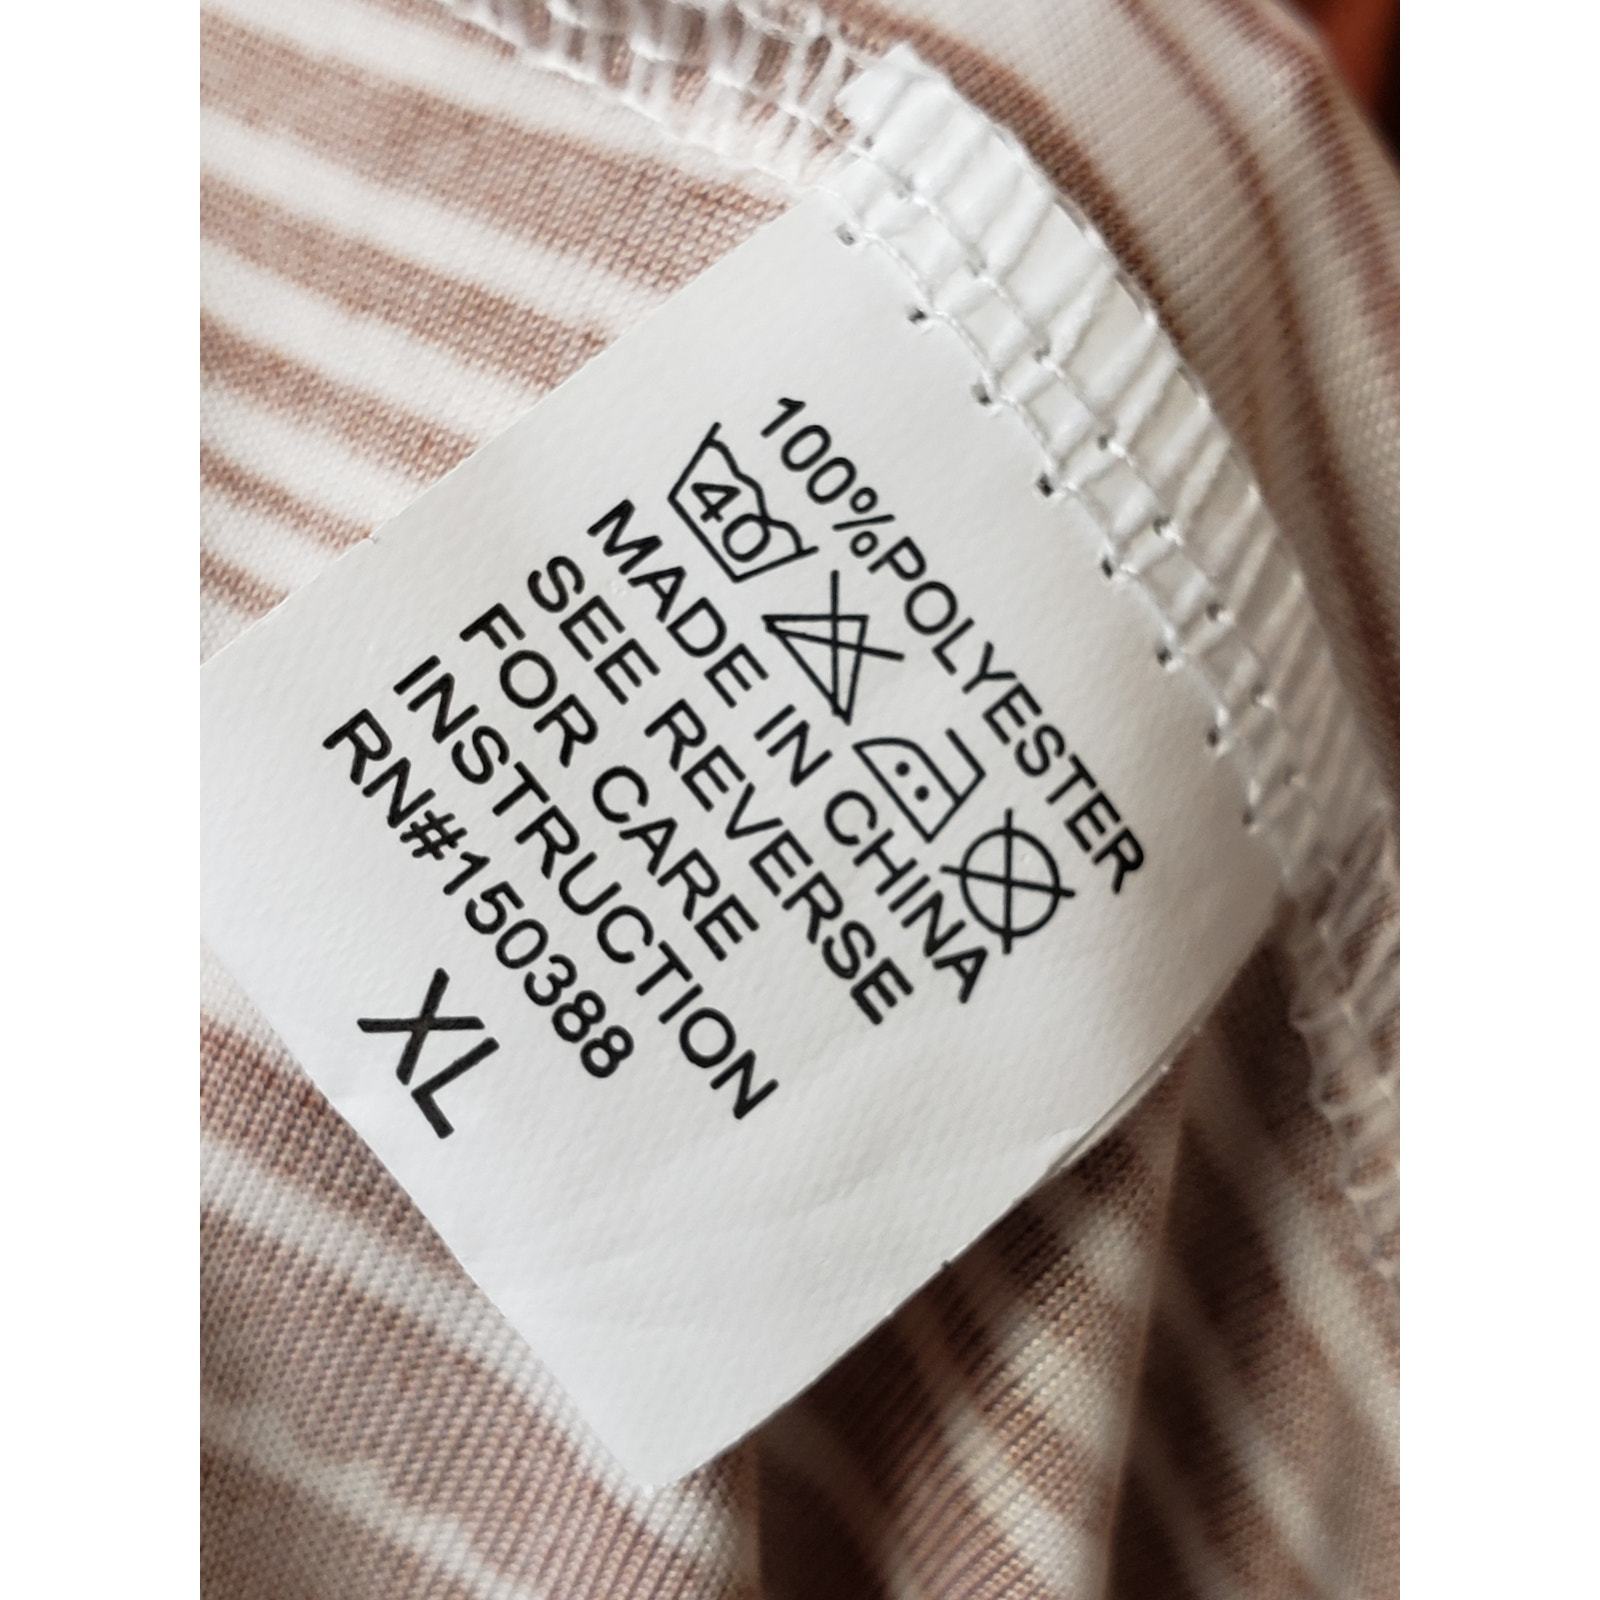 100%POLYESTER
40
MADE IN CHINA
SEE REVERSE
FOR CARE
INSTRUCTION
RN#150388
XL